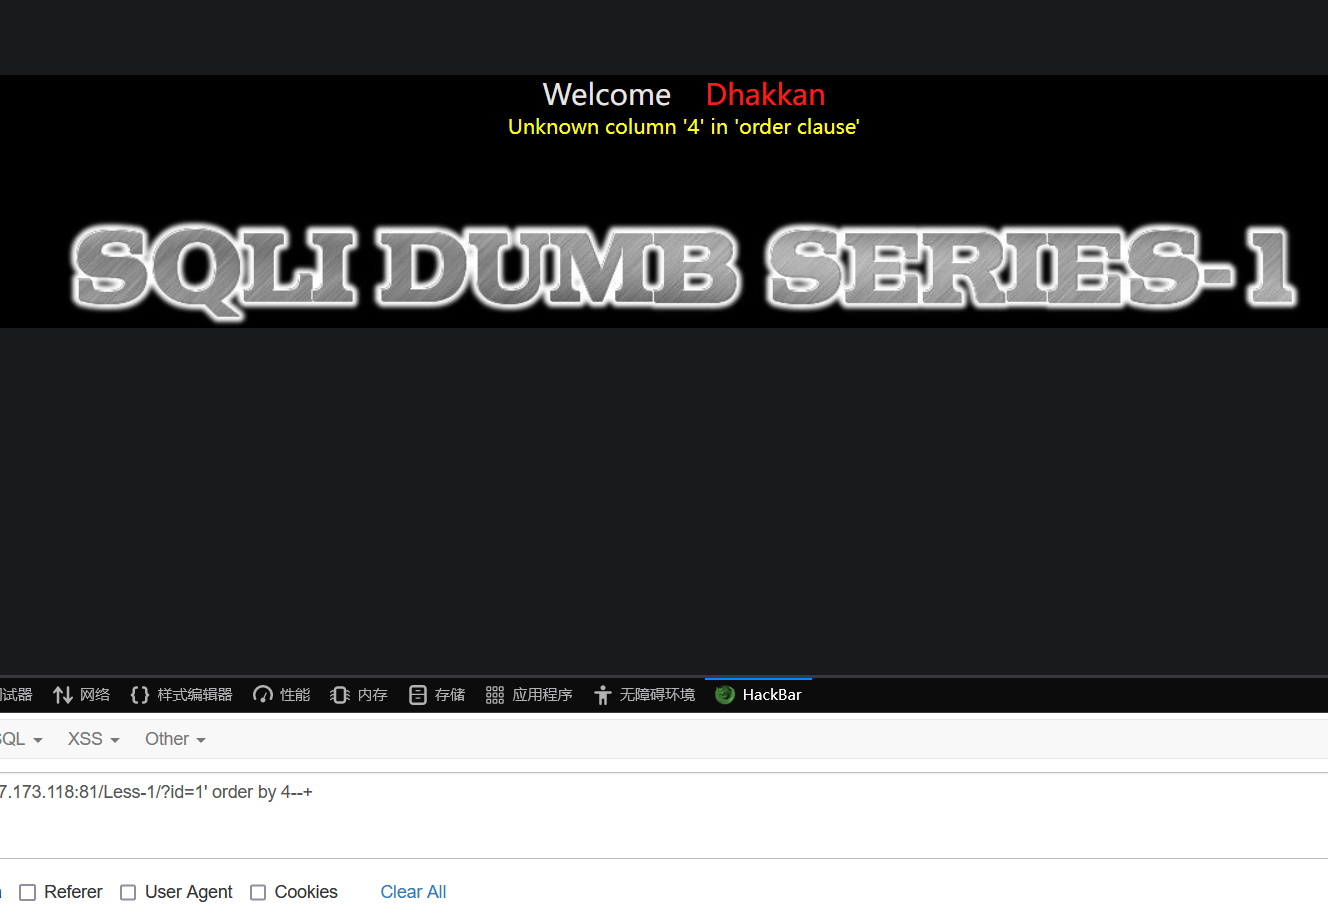 Welcome Dhakkan
Unknown column '4' in 'order clause'
SQLI DUMB SERIES-1
试器 网络 样式编辑器 性能 内存 存储 应用程序 无障碍环境 HackBar
QL XSS Other
7.173.118:81/Less-1/?id=1' order by 4--+
Referer User Agent Cookies Clear All